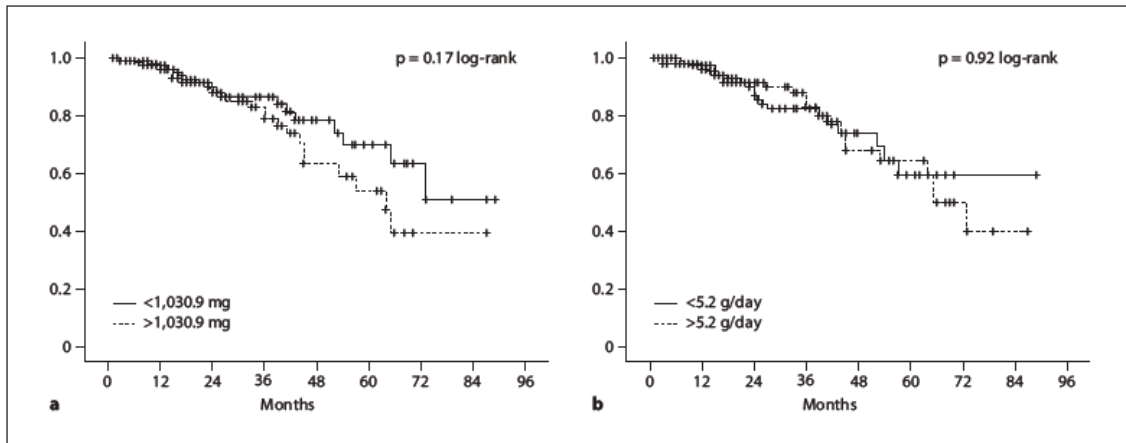 p = 0.17 log-rank
1.0
0.8
0.6
0.4
0.2
0
<1,030.9 mg
>1,030.9 mg
0 12 24 36 48 60 72 84 96
a
Months
p = 0.92 log-rank
1.0
0.8
0.6
0.4
0.2
0
<5.2 g/day
>5.2 g/day
0 12 24 36 48 60 72 84 96
b
Months